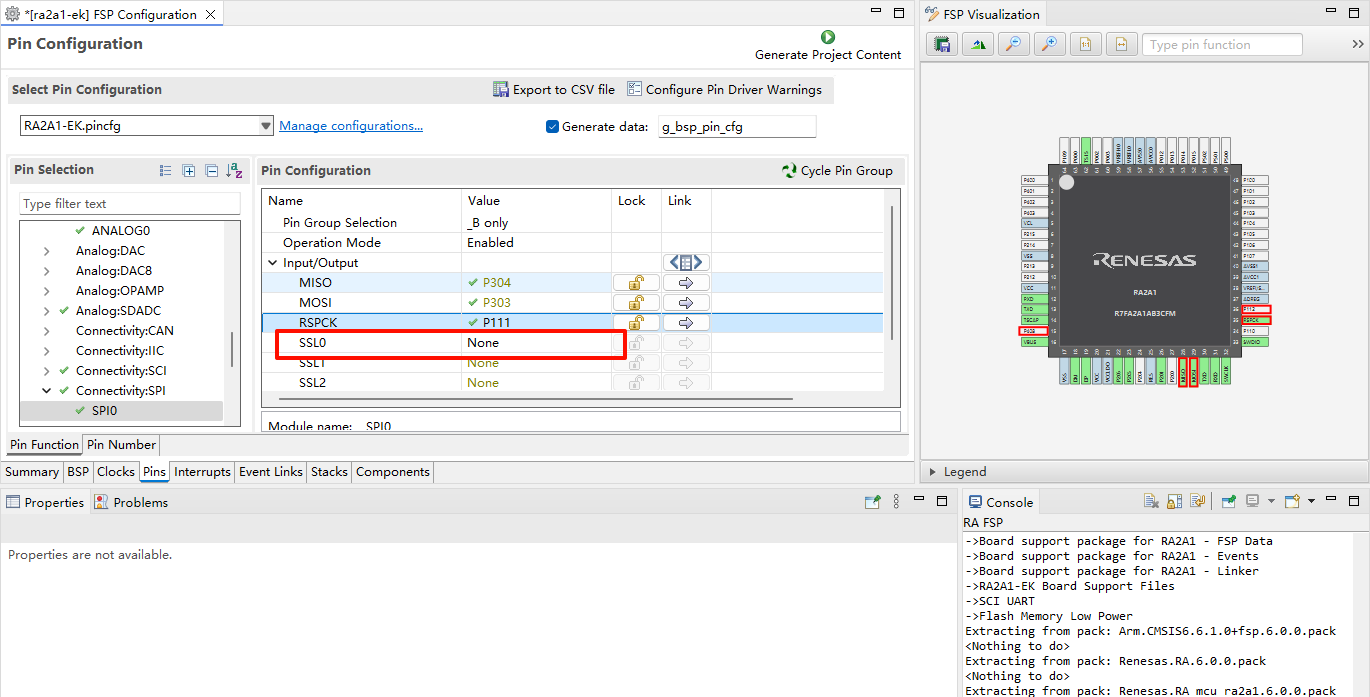 *[ra2a1-ek] FSP Configuration
Pin Configuration
Generate Project Content
Select Pin Configuration
Export to CSV file
Configure Pin Driver Warnings
RA2A1-EK.pincfg
Manage configurations...
Generate data:
g_bsp_pin_cfg
Pin Selection
Type filter text
ANALOG0
Analog:DAC
Analog:DAC8
Analog:OPAMP
Analog:SDADC
Connectivity:CAN
Connectivity:IIC
Connectivity:SCI
Connectivity:SPI
SPI0
Pin Configuration
Cycle Pin Group
Name Value Lock Link
Pin Group Selection _B only
Operation Mode Enabled
Input/Output
MISO P304
MOSI P303
RSPCK P111
SSL0 None
SSL1 None
SSL2 None
Module name: SPI0
Pin Function Pin Number
Summary BSP Clocks Pins Interrupts Event Links Stacks Components
FSP Visualization
Type pin function
RENESAS
RA2A1
R7FA2A1AB3CFM
Legend
Properties Problems
Properties are not available.
Console
RA FSP
->Board support package for RA2A1 - FSP Data
->Board support package for RA2A1 - Events
->Board support package for RA2A1 - Linker
->RA2A1-EK Board Support Files
->SCI UART
->Flash Memory Low Power
Extracting from pack: Arm.CMSIS6.6.1.0+fsp.6.0.0.pack
<Nothing to do>
Extracting from pack: Renesas.RA.6.0.0.pack
<Nothing to do>
Extracting from pack: Renesas.RA_mcu_ra2a1.6.0.0.pack